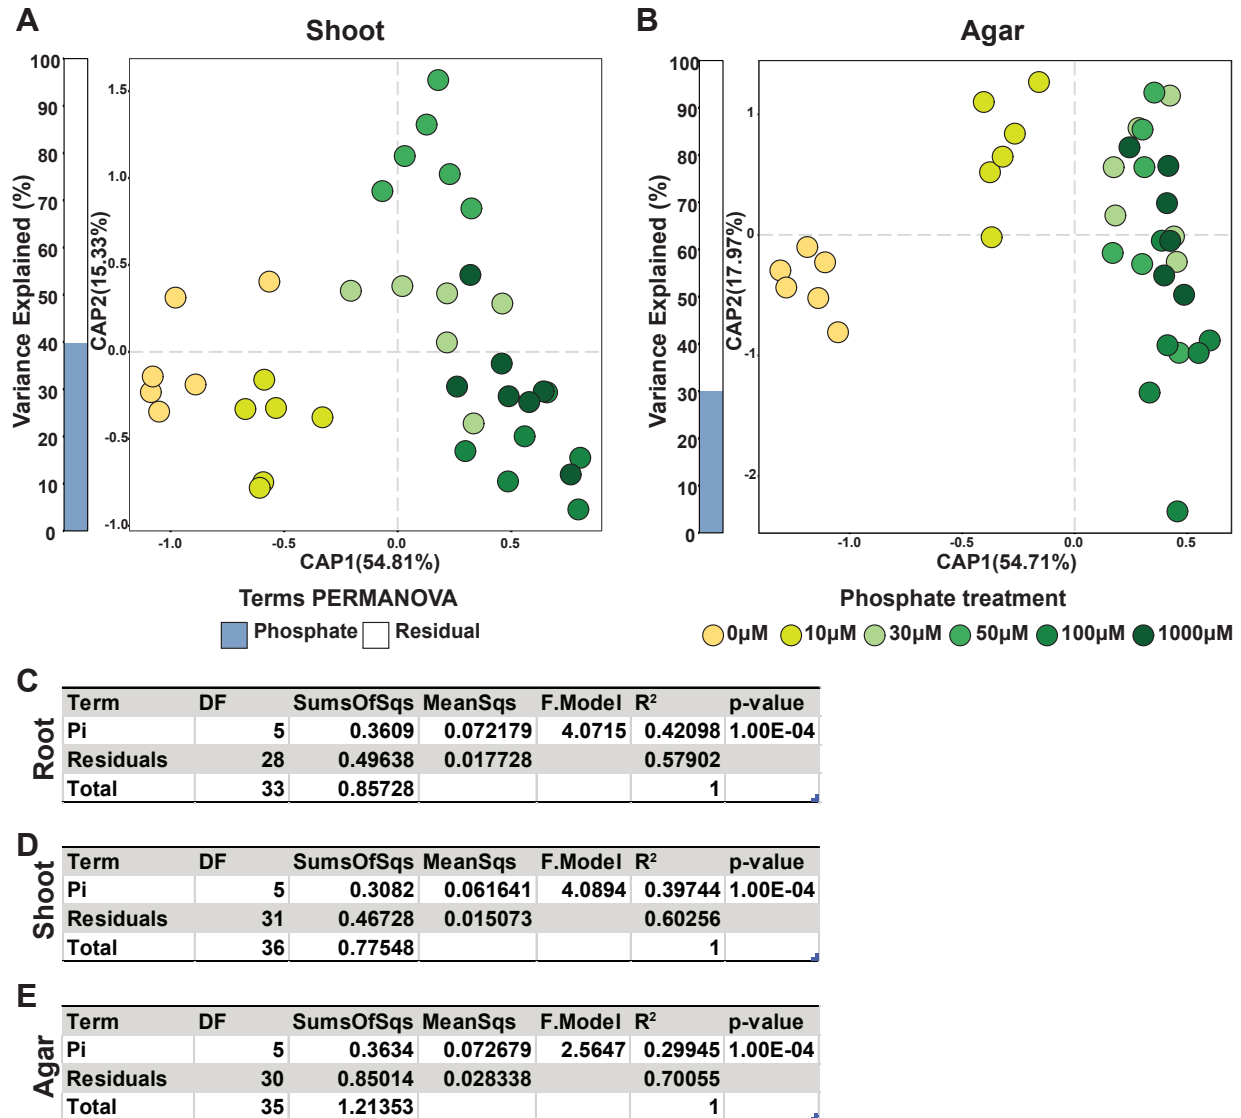 A
Shoot
100
90
80
70
60
50
40
30
20
10
0
Variance Explained (%)
CAP2(15.33%)
1.5
1.0
0.5
0.0
-0.5
-1.0
-1.0 -0.5 0.0 0.5
CAP1(54.81%)
B
Agar
100
90
80
70
60
50
40
30
20
10
0
Variance Explained (%)
CAP2(17.97%)
1
0
-1
-2
-1.0 -0.5 0.0 0.5
CAP1(54.71%)
Terms PERMANOVA
Phosphate Residual
Phosphate treatment
0µM 10µM 30µM 50µM 100µM 1000µM
C
Root
Term DF SumsOfSqs MeanSqs F.Model R² p-value
Pi 5 0.3609 0.072179 4.0715 0.42098 1.00E-04
Residuals 28 0.49638 0.017728 0.57902
Total 33 0.85728 1
D
Shoot
Term DF SumsOfSqs MeanSqs F.Model R² p-value
Pi 5 0.3082 0.061641 4.0894 0.39744 1.00E-04
Residuals 31 0.46728 0.015073 0.60256
Total 36 0.77548 1
E
Agar
Term DF SumsOfSqs MeanSqs F.Model R² p-value
Pi 5 0.3634 0.072679 2.5647 0.29945 1.00E-04
Residuals 30 0.85014 0.028338 0.70055
Total 35 1.21353 1